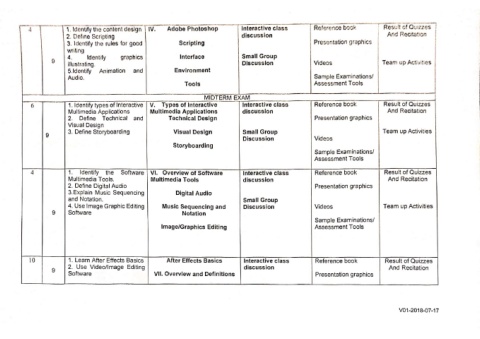 4
9
1. Identify the content design
2. Define Scripting
3. Identify the rules for good
writing
4. Identify graphics
illustrating
5.Identify Animation and
Audio.
IV. Adobe Photoshop
Scripting
Interface
Environment
Tools
Interactive class
discussion
Small Group
Discussion
Reference book
Presentation graphics
Videos
Sample Examinations/
Assessment Tools
Result of Quizzes
And Recitation
Team up Activities
MIDTERM EXAM
6
9
1. Identify types of Interactive
Multimedia Applications
2. Define Technical and
Visual Design
3. Define Storyboarding
V. Types of Interactive
Multimedia Applications
Technical Design
Visual Design
Storyboarding
Interactive class
discussion
Small Group
Discussion
Reference book
Presentation graphics
Videos
Sample Examinations/
Assessment Tools
Result of Quizzes
And Recitation
Team up Activities
4
9
1. Identify the Software
Multimedia Tools.
2. Define Digital Audio
3.Explain Music Sequencing
and Notation.
4. Use Image Graphic Editing
Software
VI. Overview of Software
Multimedia Tools
Digital Audio
Music Sequencing and
Notation
Image/Graphics Editing
Interactive class
discussion
Small Group
Discussion
Reference book
Presentation graphics
Videos
Sample Examinations/
Assessment Tools
Result of Quizzes
And Recitation
Team up Activities
10
9
1. Learn After Effects Basics
2. Use Video/Image Editing
Software
After Effects Basics
VII. Overview and Definitions
Interactive class
discussion
Reference book
Presentation graphics
Result of Quizzes
And Recitation
V01-2018-07-17